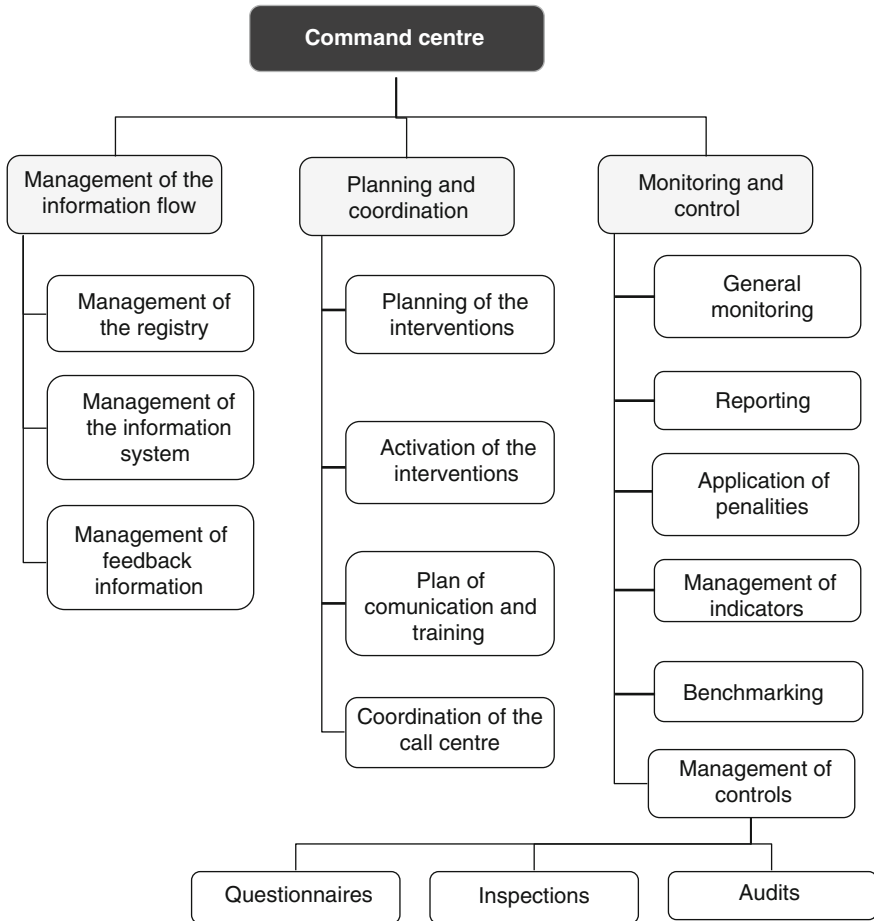 Command centre
Management of the
information flow
Planning and
coordination
Monitoring and
control
Management of
the registry
Management of
the information
system
Management of
feedback
information
Planning of the
interventions
Activation of the
interventions
Plan of
comunication and
training
Coordination of the
call centre
General
monitoring
Reporting
Application of
penalities
Management of
indicators
Benchmarking
Management of
controls
Questionnaires
Inspections
Audits